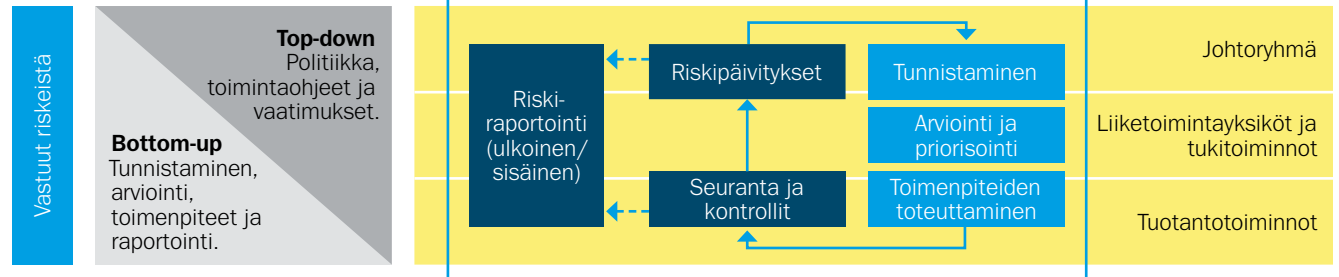 Vastuut riskeistä
Top-down
Politiikka,
toimintaohjeet ja
vaatimukset.
Bottom-up
Tunnistaminen,
arviointi,
toimenpiteet ja
raportointi.
Riski-
raportointi
(ulkoinen/
sisäinen)
Riskipäivitykset
Seuranta ja
kontrollit
Tunnistaminen
Arviointi ja
priorisointi
Toimenpiteiden
toteuttaminen
Johtoryhmä
Liiketoimintayksiköt ja
tukitoiminnot
Tuotantotoiminnot